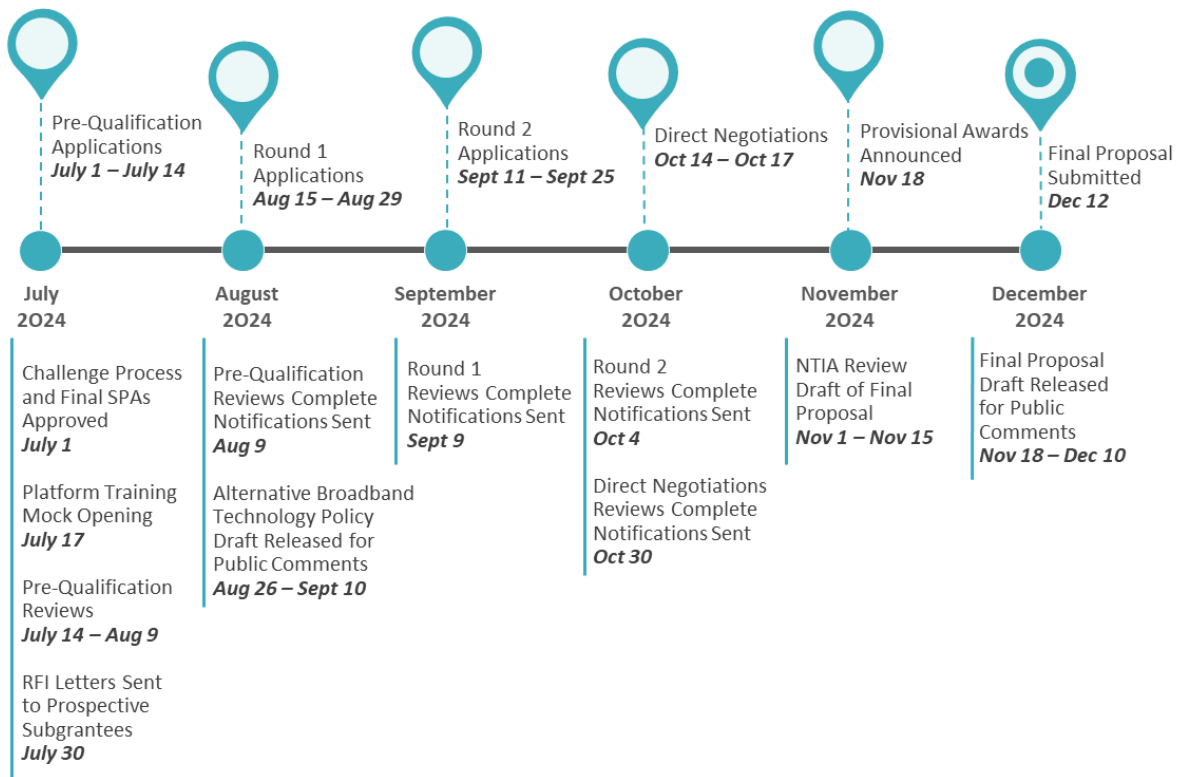 Pre-Qualification
Applications
July 1 – July 14
Round 1
Applications
Aug 15 – Aug 29
Round 2
Applications
Sept 11 – Sept 25
Direct Negotiations
Oct 14 – Oct 17
Provisional Awards
Announced
Nov 18
Final Proposal
Submitted
Dec 12
July
2024
August
2024
September
2024
October
2024
November
2024
December
2024
Challenge Process
and Final SPAs
Approved
July 1
Platform Training
Mock Opening
July 17
Pre-Qualification
Reviews
July 14 – Aug 9
RFI Letters Sent
to Prospective
Subgrantees
July 30
Pre-Qualification
Reviews Complete
Notifications Sent
Aug 9
Alternative Broadband
Technology Policy
Draft Released for
Public Comments
Aug 26 – Sept 10
Round 1
Reviews Complete
Notifications Sent
Sept 9
Round 2
Reviews Complete
Notifications Sent
Oct 4
Direct Negotiations
Reviews Complete
Notifications Sent
Oct 30
NTIA Review
Draft of Final
Proposal
Nov 1 – Nov 15
Final Proposal
Draft Released
for Public
Comments
Nov 18 – Dec 10